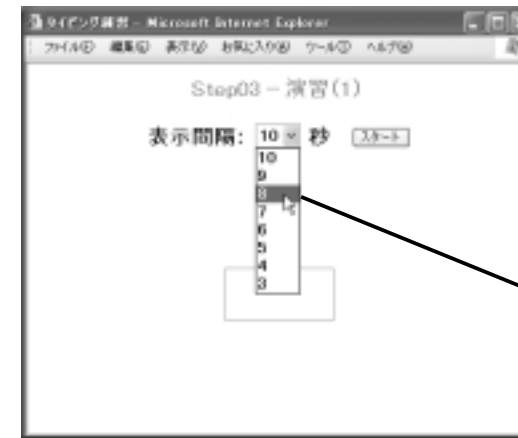 タイピング練習 - Microsoft Internet Explorer
ファイル(F) 編集(E) 表示(V) お気に入り(A) ツール(T) ヘルプ(H)
Step03 − 演習(1)
表示間隔: 10 秒 スタート
10
9
8
7
6
5
4
3